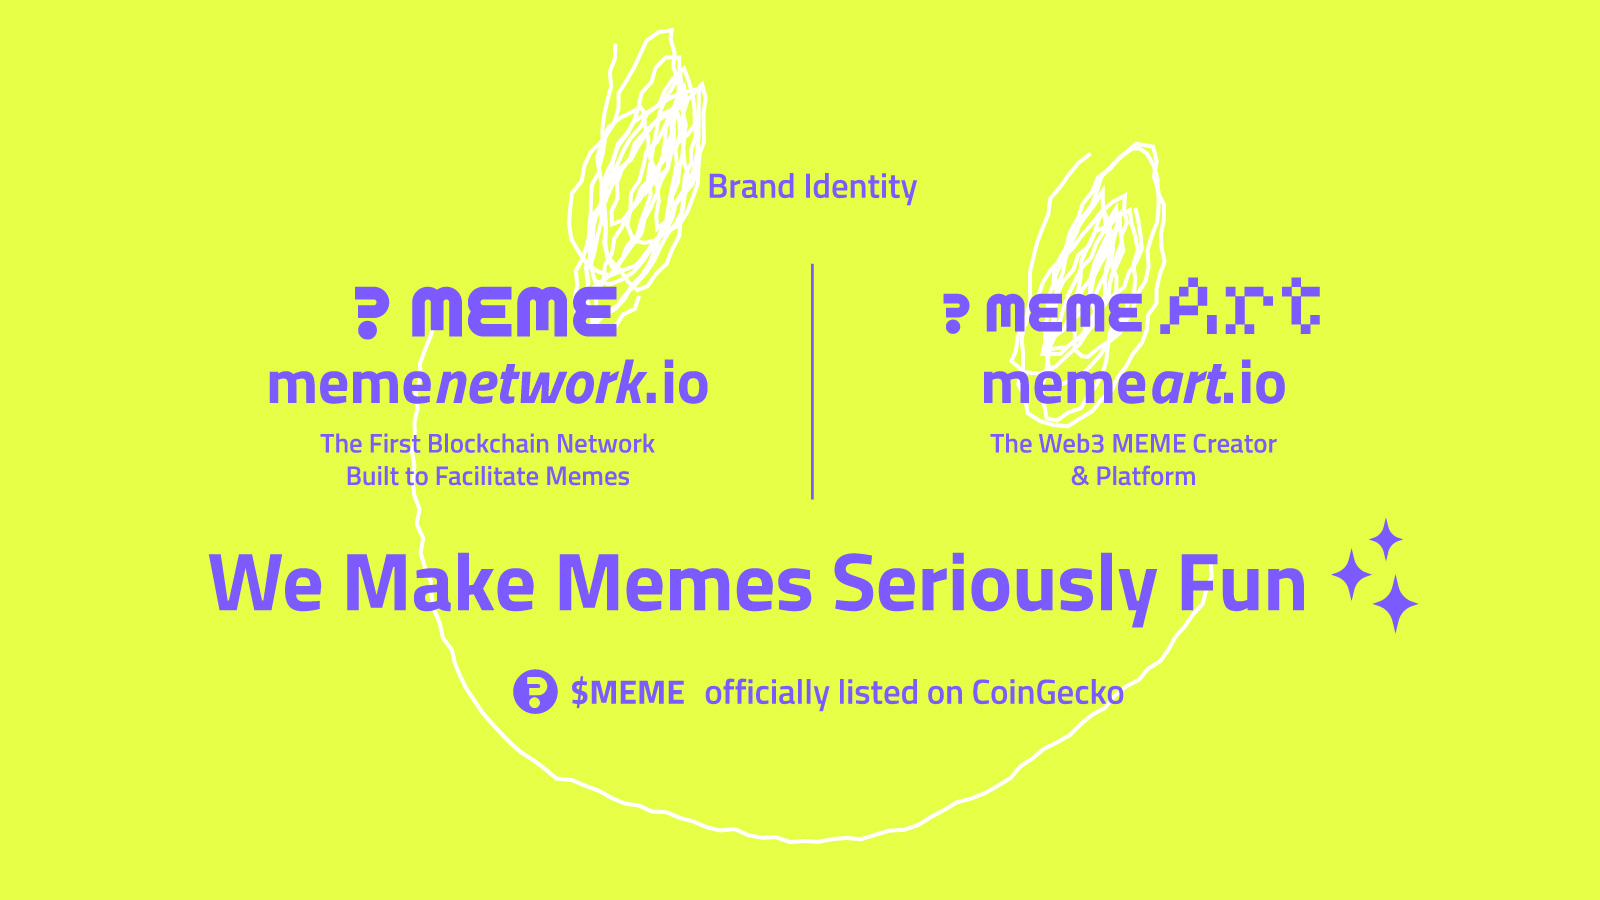 Brand Identity
? MEME
memenetwork.io
The First Blockchain Network
Built to Facilitate Memes
? MEME Art
memeart.io
The Web3 MEME Creator
& Platform
We Make Memes Seriously Fun
? $MEME officially listed on CoinGecko